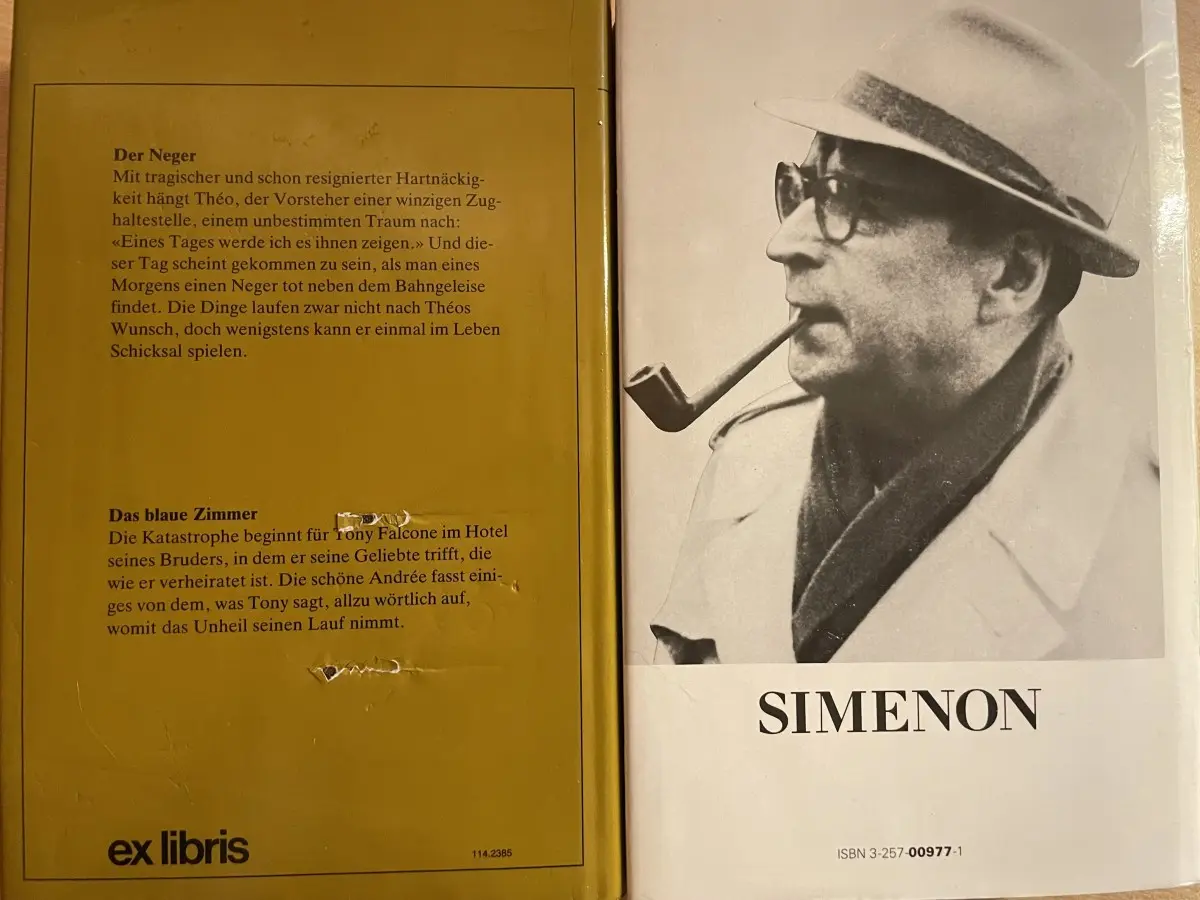 Der Neger
Mit tragischer und schon resignierter Hartnäckig-
keit hängt Théo, der Vorsteher einer winzigen Zug-
haltestelle, einem unbestimmten Traum nach:
«Eines Tages werde ich es ihnen zeigen.» Und die-
ser Tag scheint gekommen zu sein, als man eines
Morgens einen Neger tot neben dem Bahngeleise
findet. Die Dinge laufen zwar nicht nach Théos
Wunsch, doch wenigstens kann er einmal im Leben
Schicksal spielen.
Das blaue Zimmer
Die Katastrophe beginnt für Tony Falcone im Hotel
seines Bruders, in dem er seine Geliebte trifft, die
wie er verheiratet ist. Die schöne Andrée fasst eini-
ges von dem, was Tony sagt, allzu wörtlich auf,
womit das Unheil seinen Lauf nimmt.
ex libris
114.2385
SIMENON
ISBN 3-257-00977-1